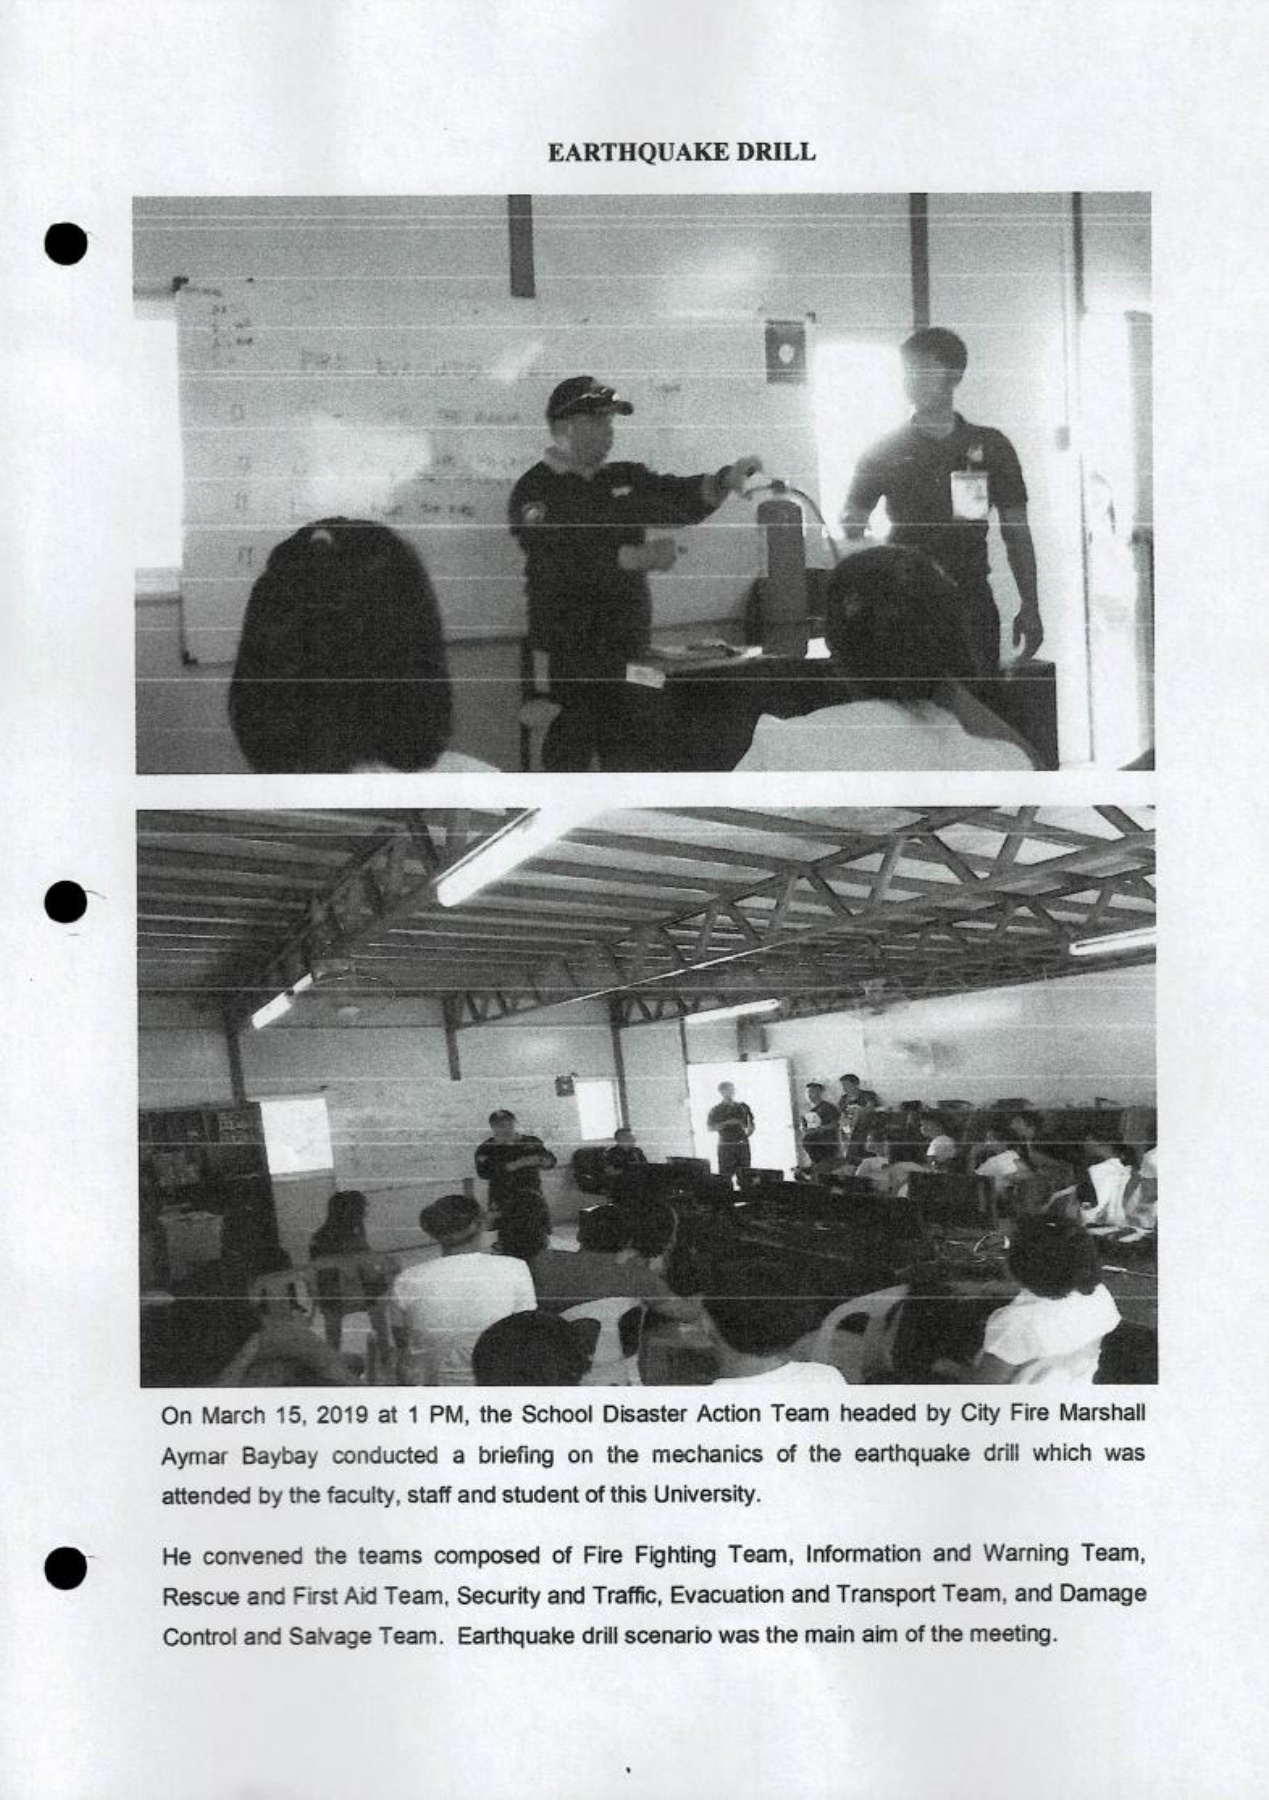 EARTHQUAKE DRILL
On March 15, 2019 at 1 PM, the School Disaster Action Team headed by City Fire Marshall
Aymar Baybay conducted a briefing on the mechanics of the earthquake drill which was
attended by the faculty, staff and student of this University.
He convened the teams composed of Fire Fighting Team, Information and Warning Team,
Rescue and First Aid Team, Security and Traffic, Evacuation and Transport Team, and Damage
Control and Salvage Team. Earthquake drill scenario was the main aim of the meeting.